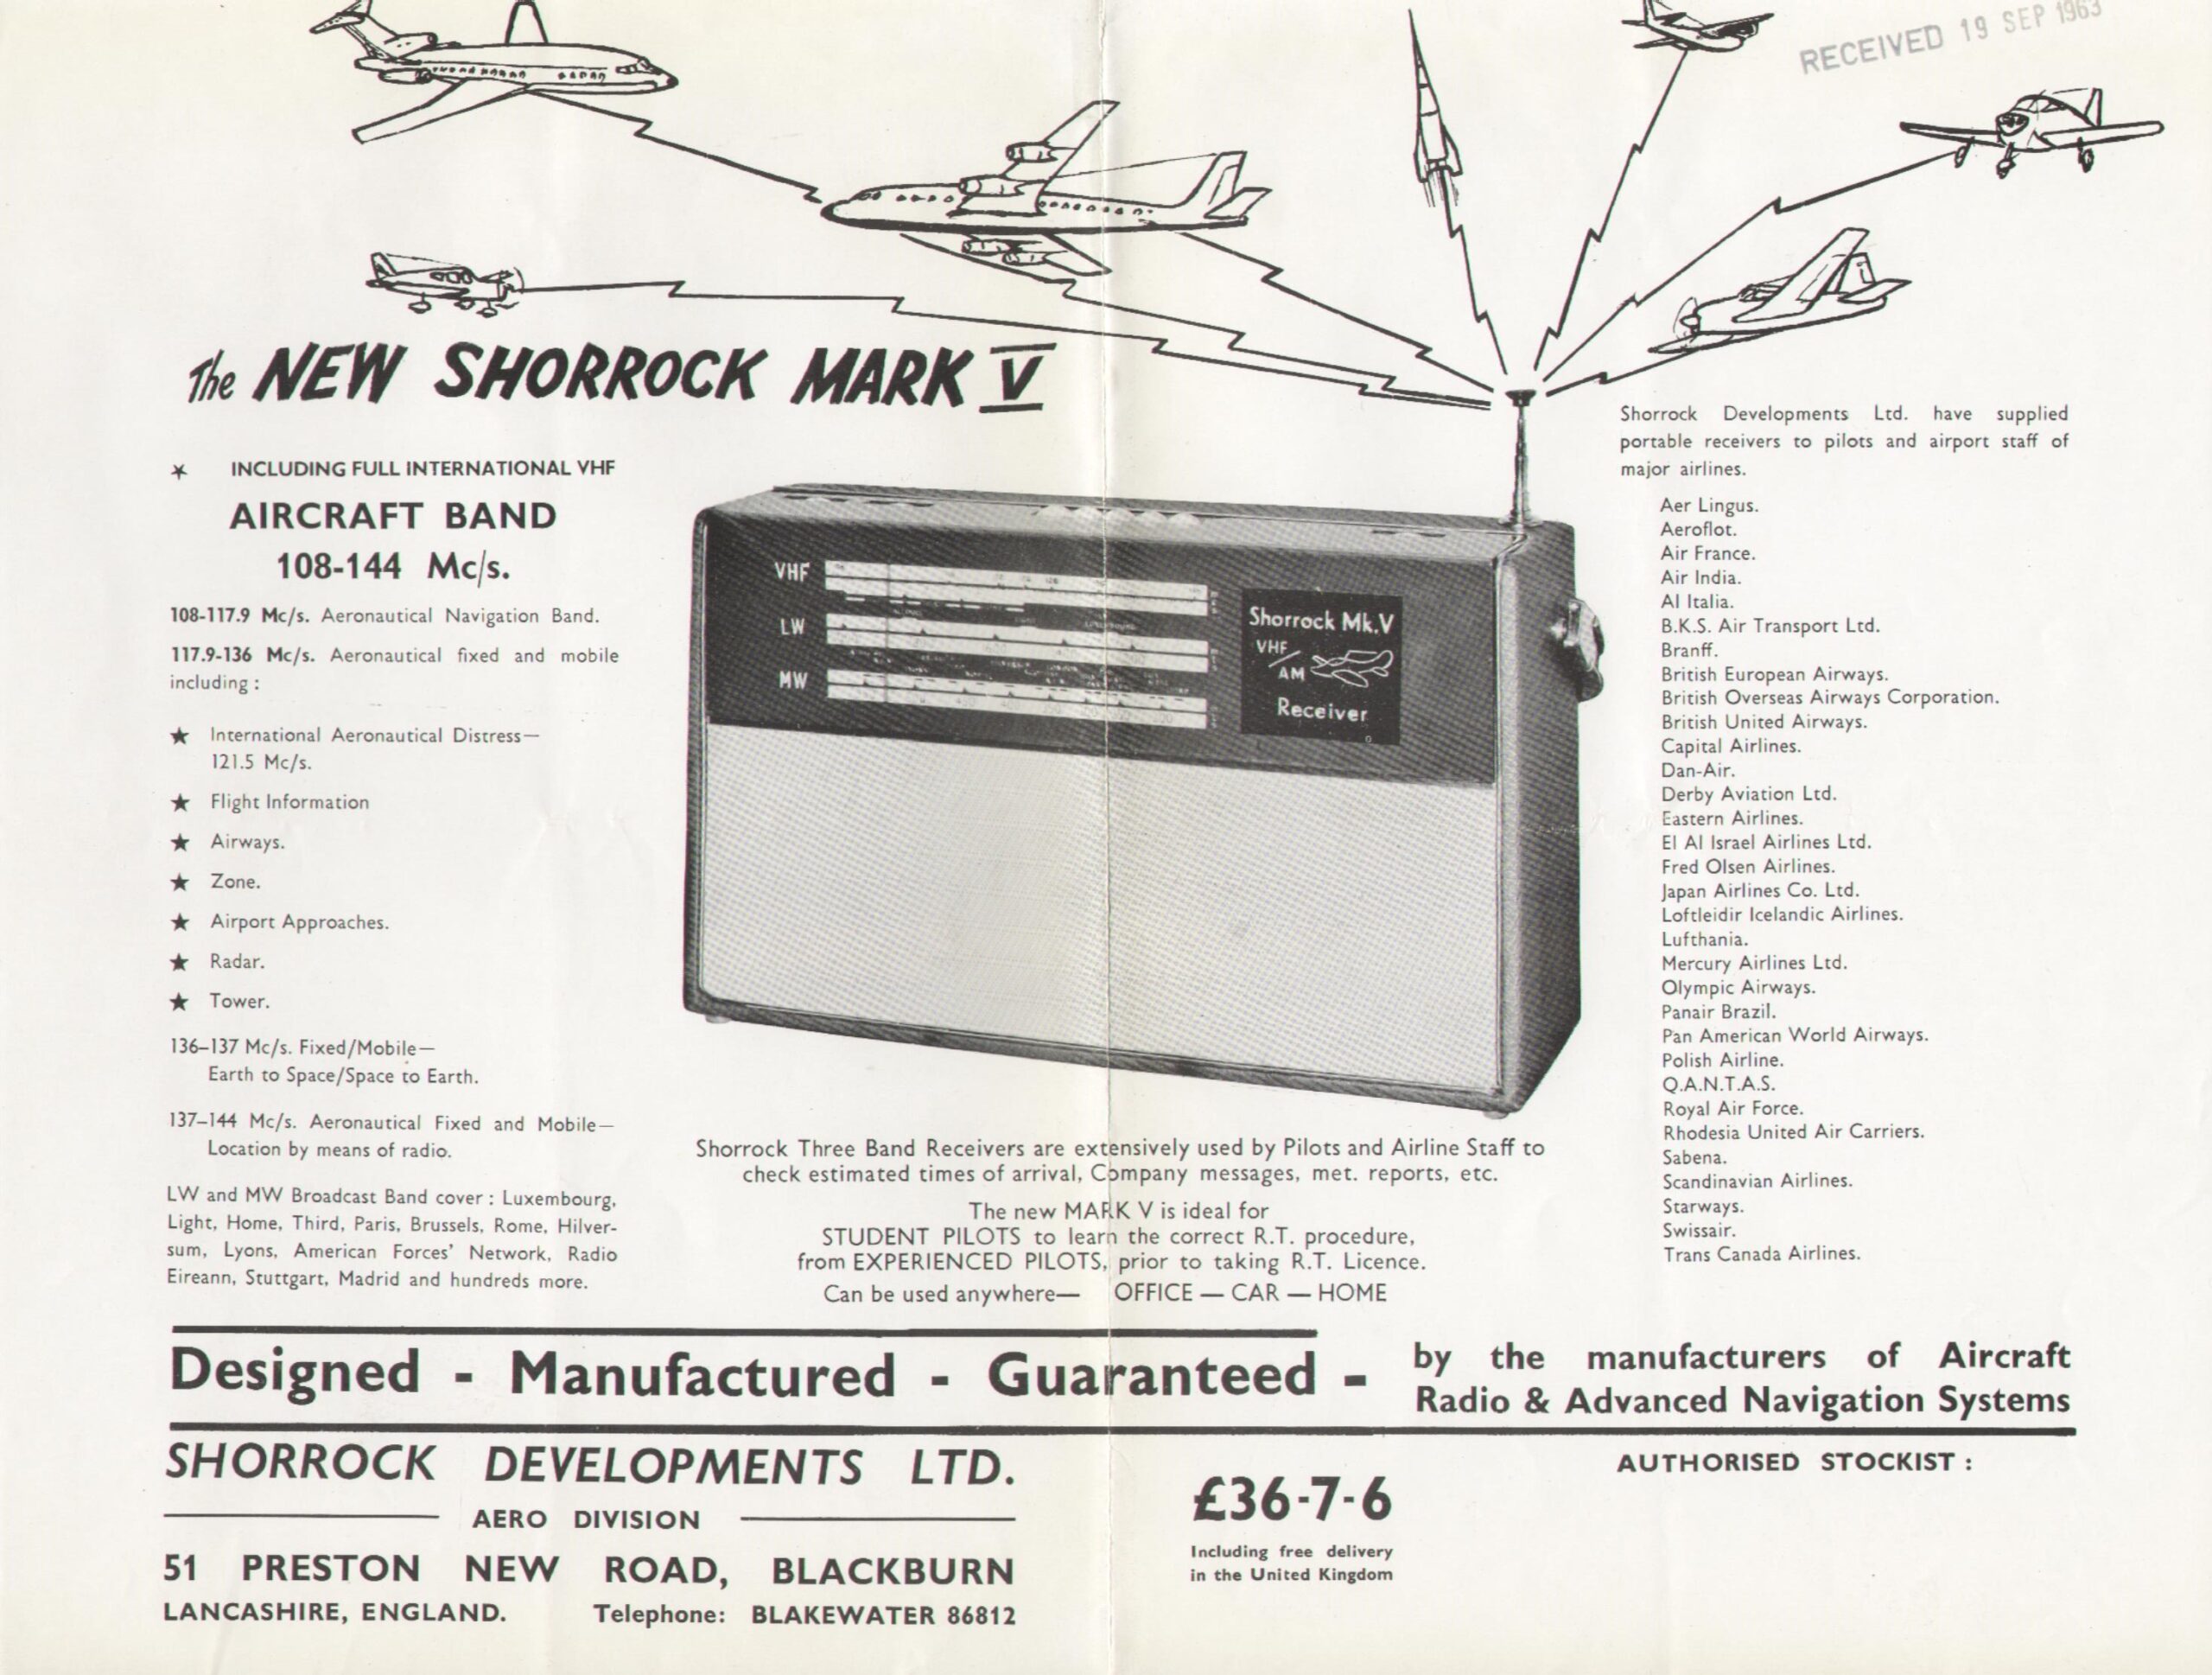 RECEIVED 19 SEP 1963
The NEW SHORROCK MARK V
INCLUDING FULL INTERNATIONAL VHF
AIRCRAFT BAND
108-144 Mc/s.
108-117.9 Mc/s. Aeronautical Navigation Band.
117.9-136 Mc/s. Aeronautical fixed and mobile
including :
★ International Aeronautical Distress—
121.5 Mc/s.
★ Flight Information
★ Airways.
★ Zone.
★ Airport Approaches.
★ Radar.
★ Tower.
136–137 Mc/s. Fixed/Mobile—
Earth to Space/Space to Earth.
137–144 Mc/s. Aeronautical Fixed and Mobile—
Location by means of radio.
LW and MW Broadcast Band cover : Luxembourg,
Light, Home, Third, Paris, Brussels, Rome, Hilver-
sum, Lyons, American Forces' Network, Radio
Eireann, Stuttgart, Madrid and hundreds more.
VHF
LW
MW
Shorrock Mk.V
VHF
/
AM
Receiver
Shorrock Three Band Receivers are extensively used by Pilots and Airline Staff to
check estimated times of arrival, Company messages, met. reports, etc.
The new MARK V is ideal for
STUDENT PILOTS to learn the correct R.T. procedure,
from EXPERIENCED PILOTS, prior to taking R.T. Licence.
Can be used anywhere— OFFICE — CAR — HOME
Shorrock Developments Ltd. have supplied
portable receivers to pilots and airport staff of
major airlines.
Aer Lingus.
Aeroflot.
Air France.
Air India.
Al Italia.
B.K.S. Air Transport Ltd.
Branff.
British European Airways.
British Overseas Airways Corporation.
British United Airways.
Capital Airlines.
Dan-Air.
Derby Aviation Ltd.
Eastern Airlines.
El Al Israel Airlines Ltd.
Fred Olsen Airlines.
Japan Airlines Co. Ltd.
Loftleidir Icelandic Airlines.
Lufthania.
Mercury Airlines Ltd.
Olympic Airways.
Panair Brazil.
Pan American World Airways.
Polish Airline.
Q.A.N.T.A.S.
Royal Air Force.
Rhodesia United Air Carriers.
Sabena.
Scandinavian Airlines.
Starways.
Swissair.
Trans Canada Airlines.
Designed - Manufactured - Guaranteed -
by the manufacturers of Aircraft
Radio & Advanced Navigation Systems
SHORROCK DEVELOPMENTS LTD.
AERO DIVISION
51 PRESTON NEW ROAD, BLACKBURN
LANCASHIRE, ENGLAND. Telephone: BLAKEWATER 86812
£36-7-6
Including free delivery
in the United Kingdom
AUTHORISED STOCKIST :